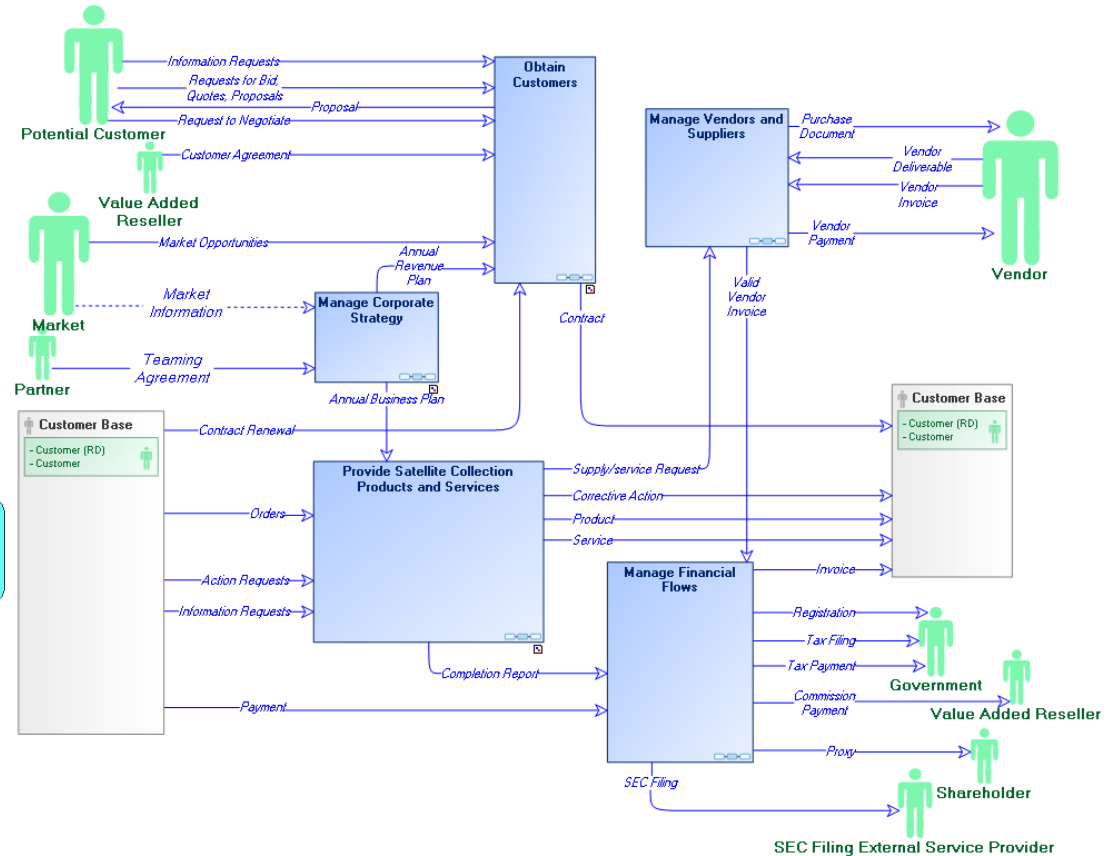 Information Requests
Requests for Bid,
Quotes, Proposals
Proposal
Request to Negotiate
Potential Customer
Customer Agreement
Value Added
Reseller
Market Opportunities
Annual
Revenue
Plan
Market
Information
Market
Teaming
Agreement
Partner
Obtain
Customers
Manage Corporate
Strategy
Annual Business Plan
Contract
Manage Vendors and
Suppliers
Purchase
Document
Vendor
Deliverable
Vendor
Invoice
Vendor
Payment
Vendor
Valid
Vendor
Invoice
Customer Base
- Customer (RD)
- Customer
Contract Renewal
Orders
Action Requests
Information Requests
Payment
Provide Satellite Collection
Products and Services
Supply/service Request
Corrective Action
Product
Service
Completion Report
Customer Base
- Customer (RD)
- Customer
Manage Financial
Flows
Invoice
Registration
Tax Filing
Tax Payment
Government
Commission
Payment
Value Added Reseller
Proxy
Shareholder
SEC Filing
SEC Filing External Service Provider